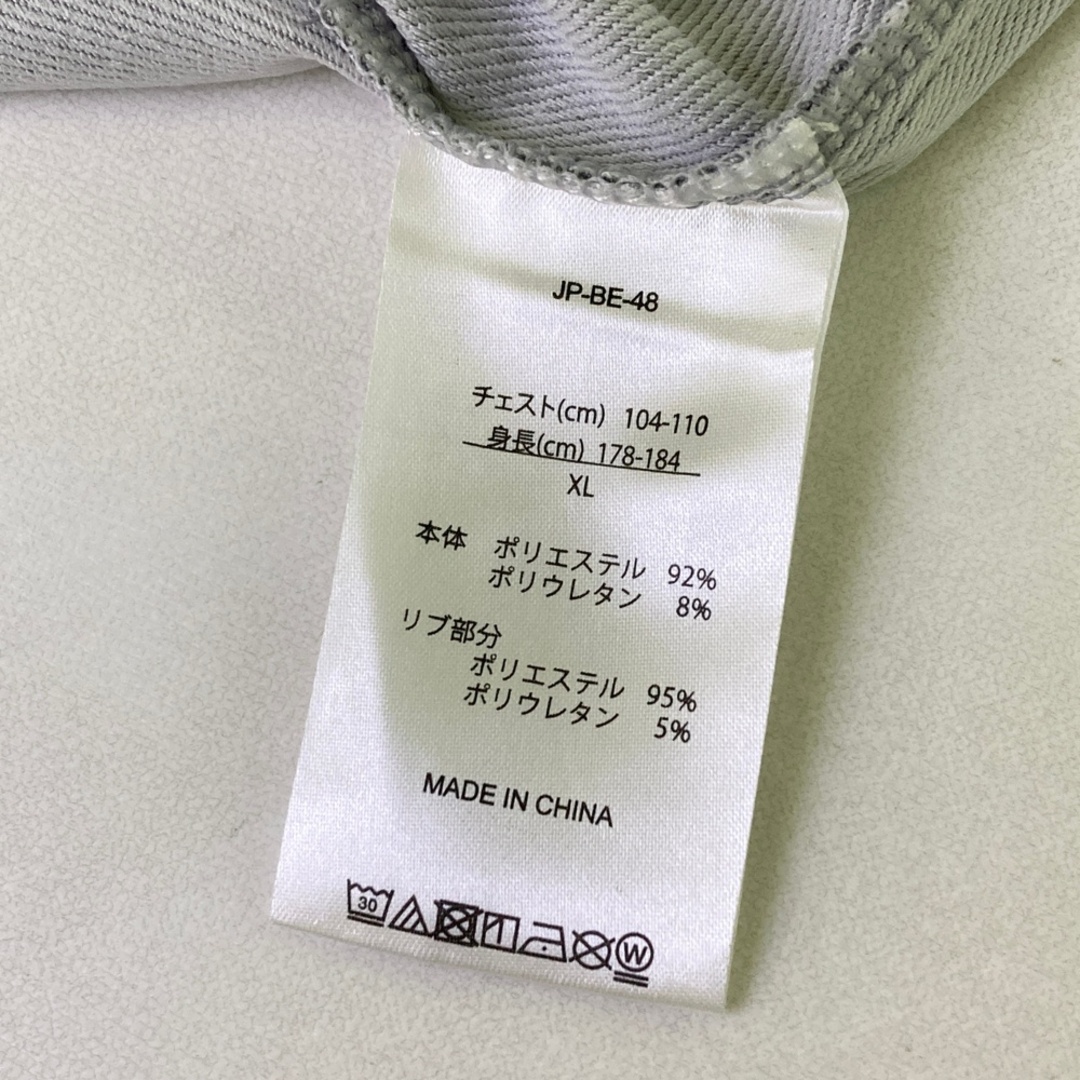 JP-BE-48
チェスト(cm) 104-110
身長(cm) 178-184
XL
本体 ポリエステル 92%
ポリウレタン 8%
リブ部分
ポリエステル 95%
ポリウレタン 5%
MADE IN CHINA
30
W